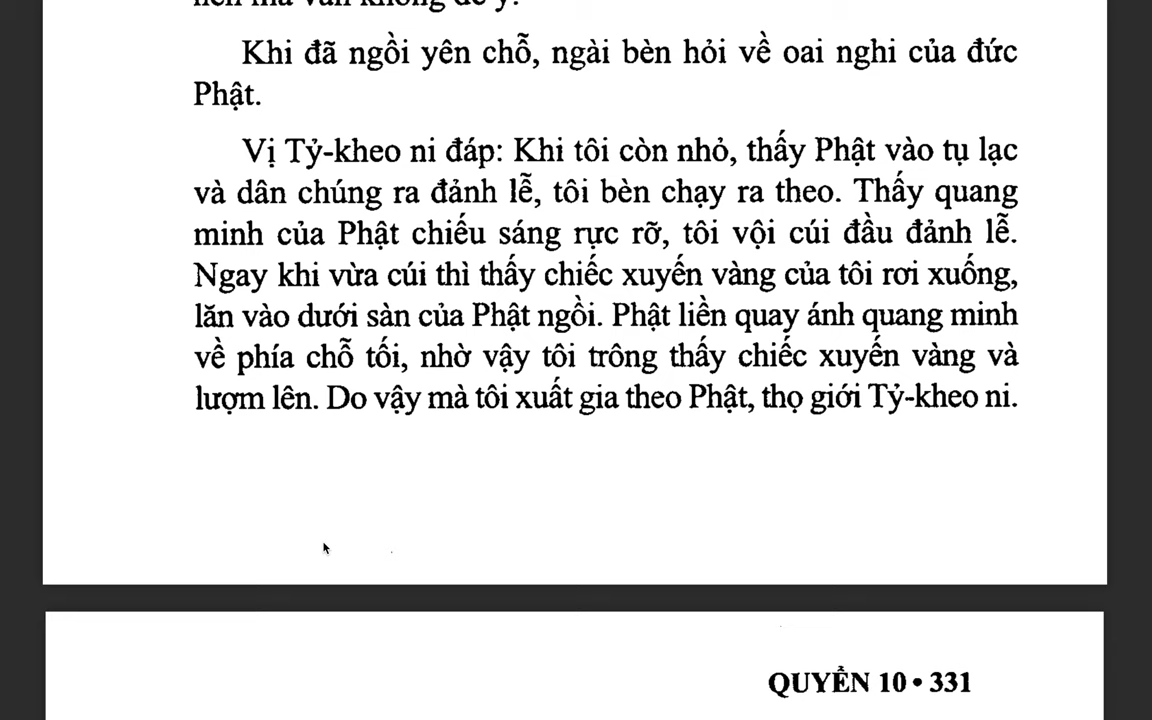 Khi đã ngồi yên chỗ, ngài bèn hỏi về oai nghi của đức
Phật.
Vị Tỷ-kheo ni đáp: Khi tôi còn nhỏ, thấy Phật vào tụ lạc
và dân chúng ra đảnh lễ, tôi bèn chạy ra theo. Thấy quang
minh của Phật chiếu sáng rực rỡ, tôi vội cúi đầu đảnh lễ.
Ngay khi vừa cúi thì thấy chiếc xuyến vàng của tôi rơi xuống,
lăn vào dưới sàn của Phật ngồi. Phật liền quay ánh quang minh
về phía chỗ tối, nhờ vậy tôi trông thấy chiếc xuyến vàng và
lượm lên. Do vậy mà tôi xuất gia theo Phật, thọ giới Tỷ-kheo ni.
QUYỂN 10 • 331